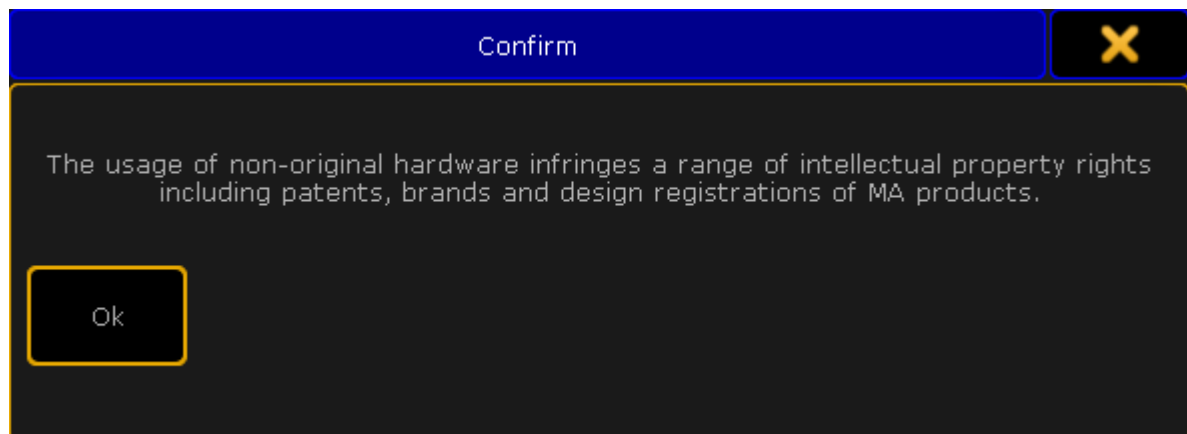 Confirm
The usage of non-original hardware infringes a range of intellectual property rights
including patents, brands and design registrations of MA products.
Ok